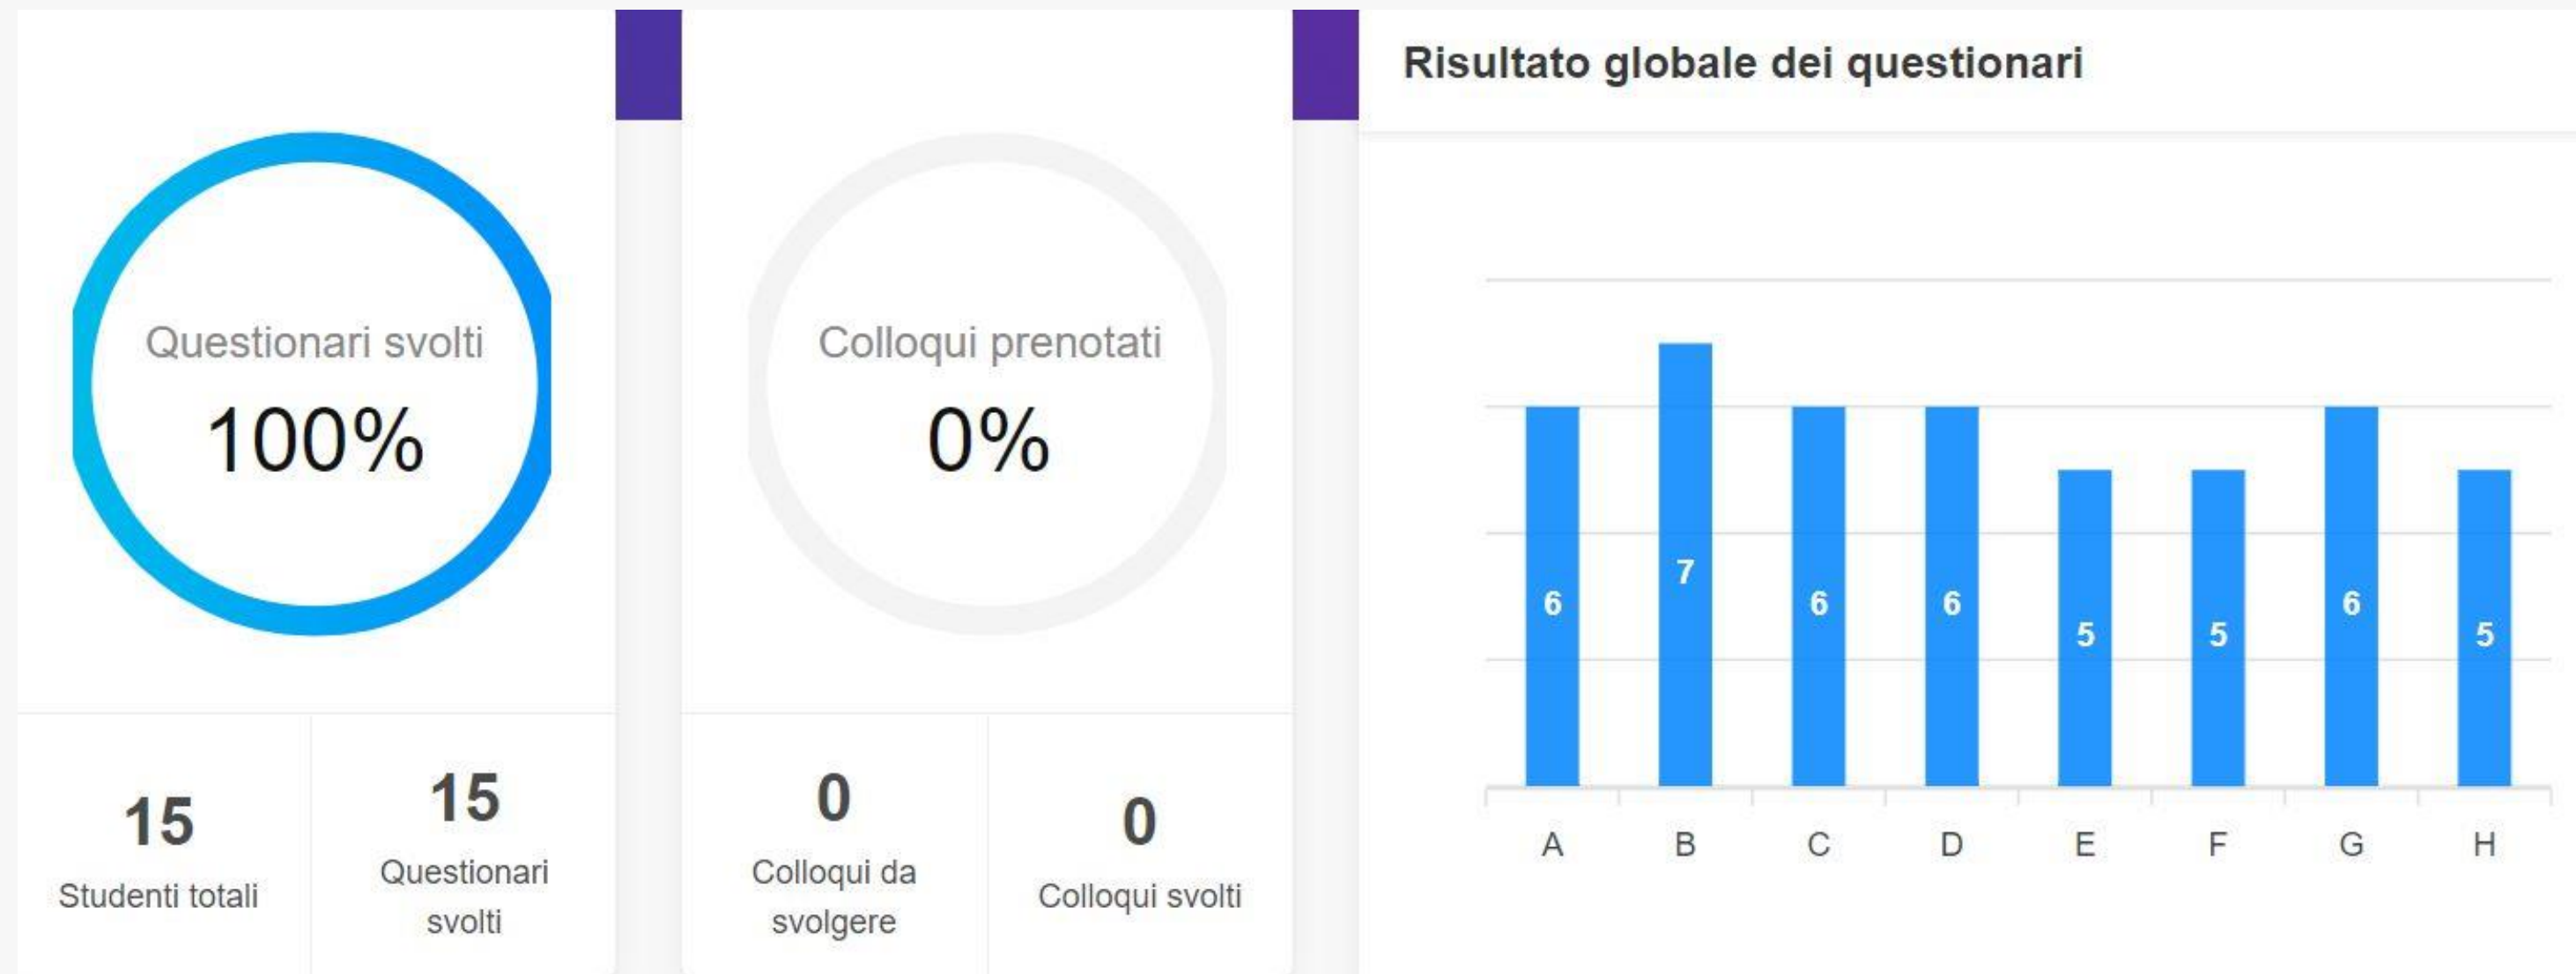 Questionari svolti
100%
15
Studenti totali
15
Questionari
svolti
Colloqui prenotati
0%
0
Colloqui da
svolgere
0
Colloqui svolti
Risultato globale dei questionari
6
7
6
6
5
5
6
5
A B C D E F G H